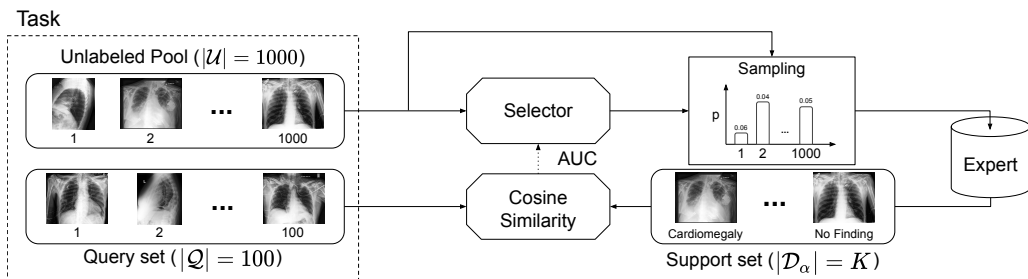 Task
Unlabeled Pool (|𝒰| = 1000)
1 2 ... 1000
Selector
Sampling
p
0.06 0.04 0.05
1 2 ... 1000
Expert
AUC
Cosine
Similarity
1 2 ... 100
Query set (|𝒬| = 100)
Cardiomegaly ... No Finding
Support set (|𝒟α| = K)